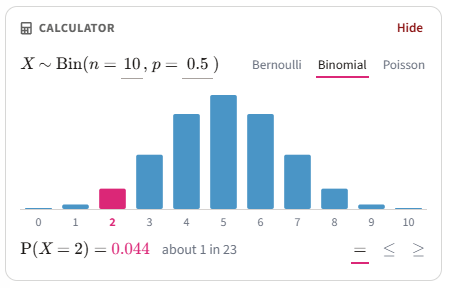 CALCULATOR Hide
X ~ Bin(n = 10, p = 0.5) Bernoulli Binomial Poisson
0 1 2 3 4 5 6 7 8 9 10
P(X = 2) = 0.044 about 1 in 23 = ≤ ≥